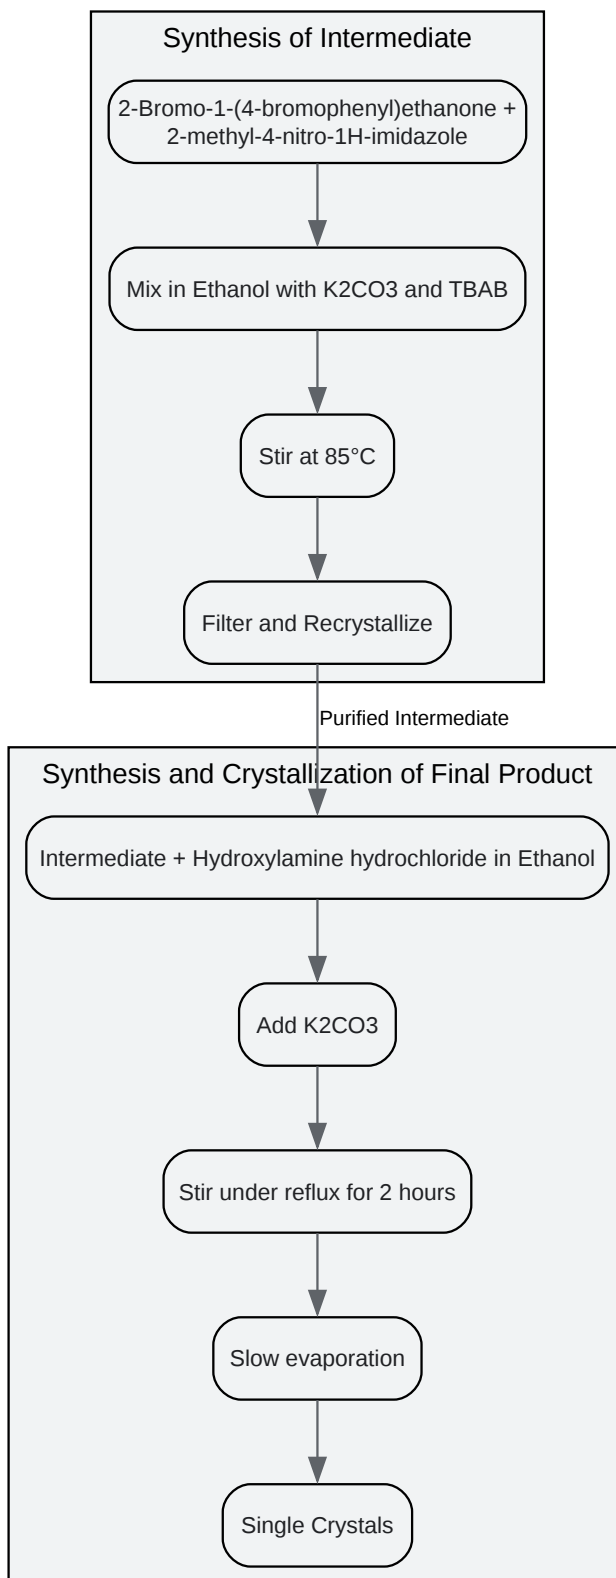 Synthesis of Intermediate
2-Bromo-1-(4-bromophenyl)ethanone +
2-methyl-4-nitro-1H-imidazole
Mix in Ethanol with K2CO3 and TBAB
Stir at 85°C
Filter and Recrystallize
Purified Intermediate
Synthesis and Crystallization of Final Product
Intermediate + Hydroxylamine hydrochloride in Ethanol
Add K2CO3
Stir under reflux for 2 hours
Slow evaporation
Single Crystals